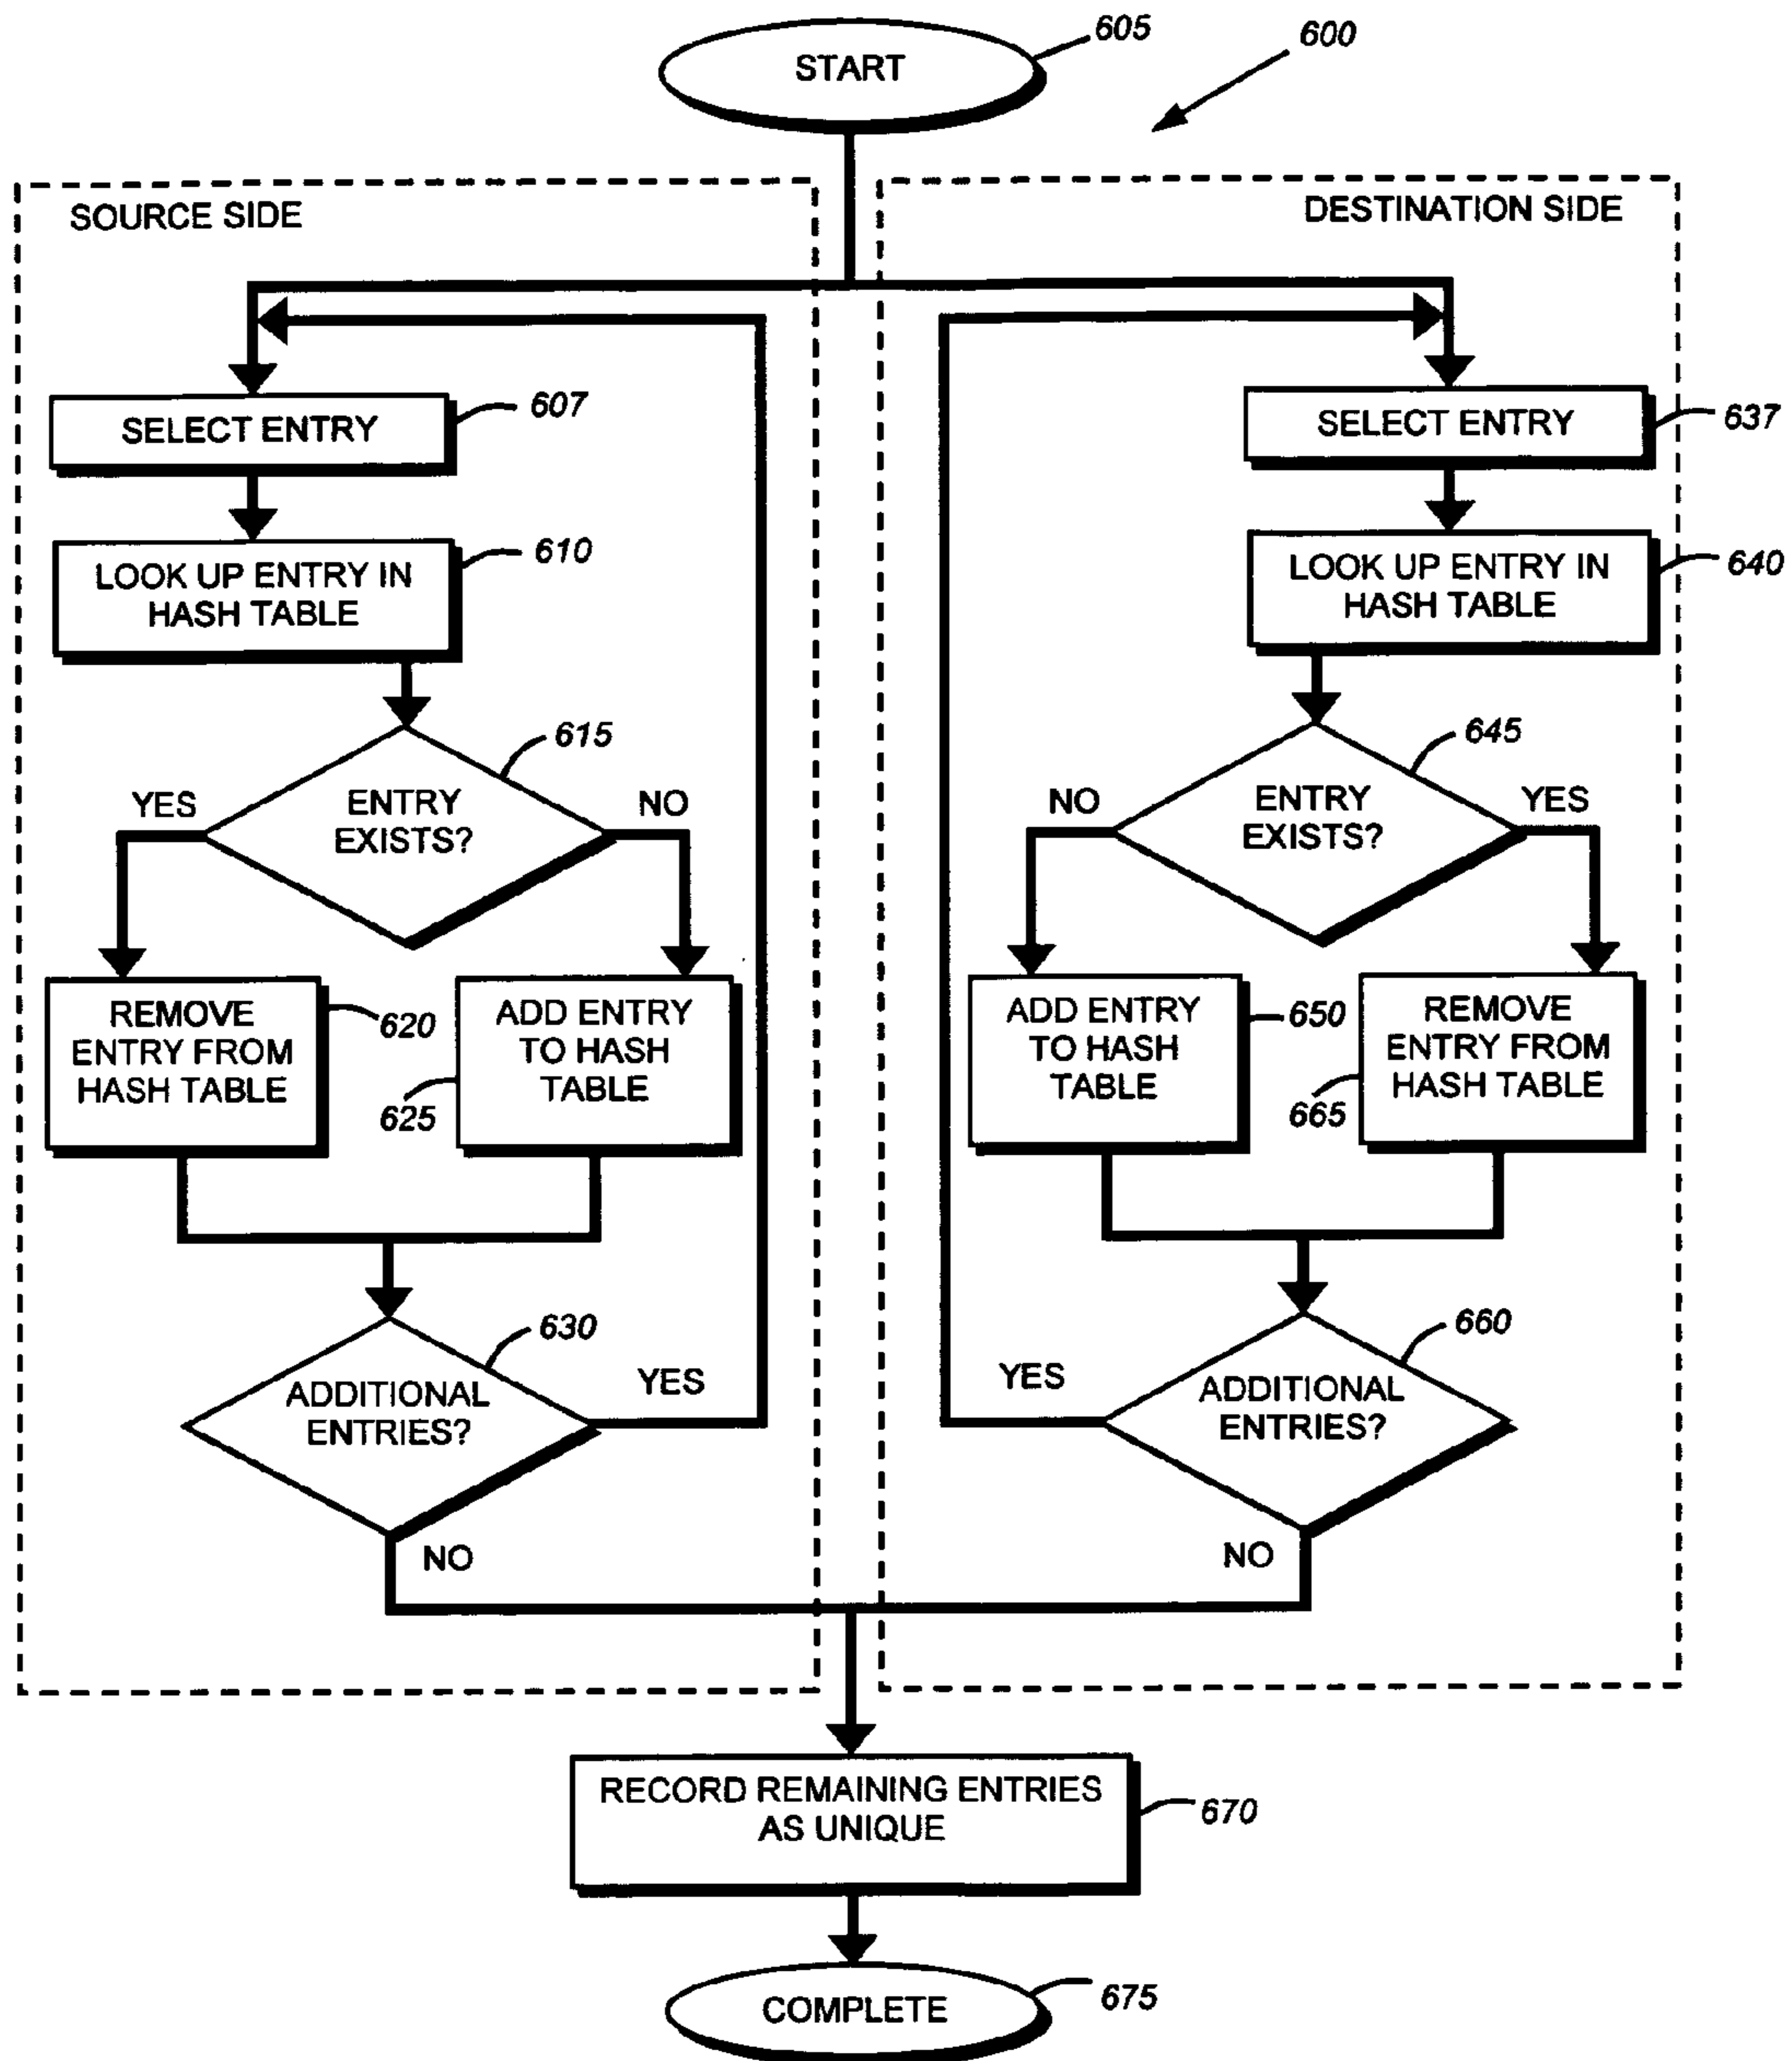 START
605
600
SOURCE SIDE
DESTINATION SIDE
SELECT ENTRY
607
SELECT ENTRY
637
LOOK UP ENTRY IN
HASH TABLE
610
LOOK UP ENTRY IN
HASH TABLE
640
615
YES
ENTRY
EXISTS?
NO
645
NO
ENTRY
EXISTS?
YES
REMOVE
ENTRY FROM
HASH TABLE
620
ADD ENTRY
TO HASH
TABLE
625
ADD ENTRY
TO HASH
TABLE
650
REMOVE
ENTRY FROM
HASH TABLE
665
630
ADDITIONAL
ENTRIES?
YES
NO
660
YES
ADDITIONAL
ENTRIES?
NO
RECORD REMAINING ENTRIES
AS UNIQUE
670
COMPLETE
675